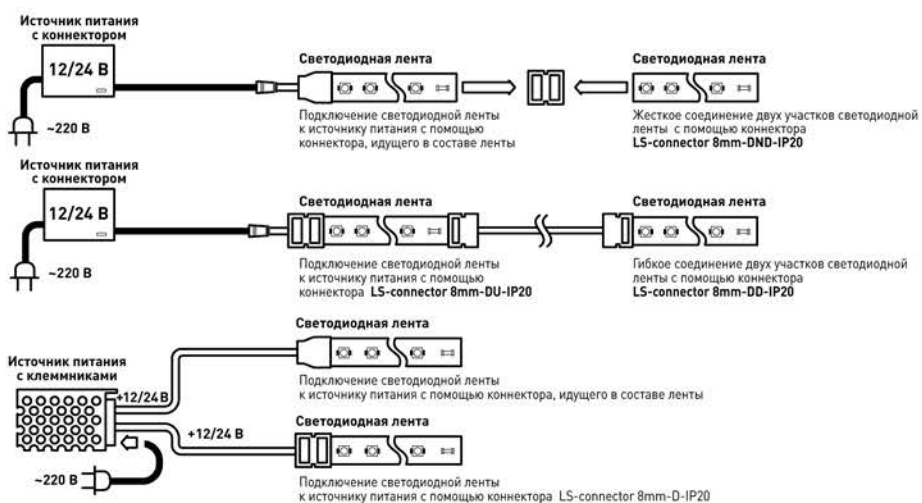 Источник питания
с коннектором
12/24 В
~220 В
Светодиодная лента
Подключение светодиодной ленты
к источнику питания с помощью
коннектора, идущего в составе ленты
Светодиодная лента
Жесткое соединение двух участков светодиодной
ленты с помощью коннектора
LS-connector 8mm-DND-IP20
Источник питания
с коннектором
12/24 В
~220 В
Светодиодная лента
Подключение светодиодной ленты
к источнику питания с помощью
коннектора LS-connector 8mm-DU-IP20
Светодиодная лента
Гибкое соединение двух участков светодиодной
ленты с помощью коннектора
LS-connector 8mm-DD-IP20
Источник питания
с клеммниками
+12/24 В
+12/24 В
~220 В
Светодиодная лента
Подключение светодиодной ленты
к источнику питания с помощью коннектора, идущего в составе ленты
Светодиодная лента
Подключение светодиодной ленты
к источнику питания с помощью коннектора LS-connector 8mm-D-IP20